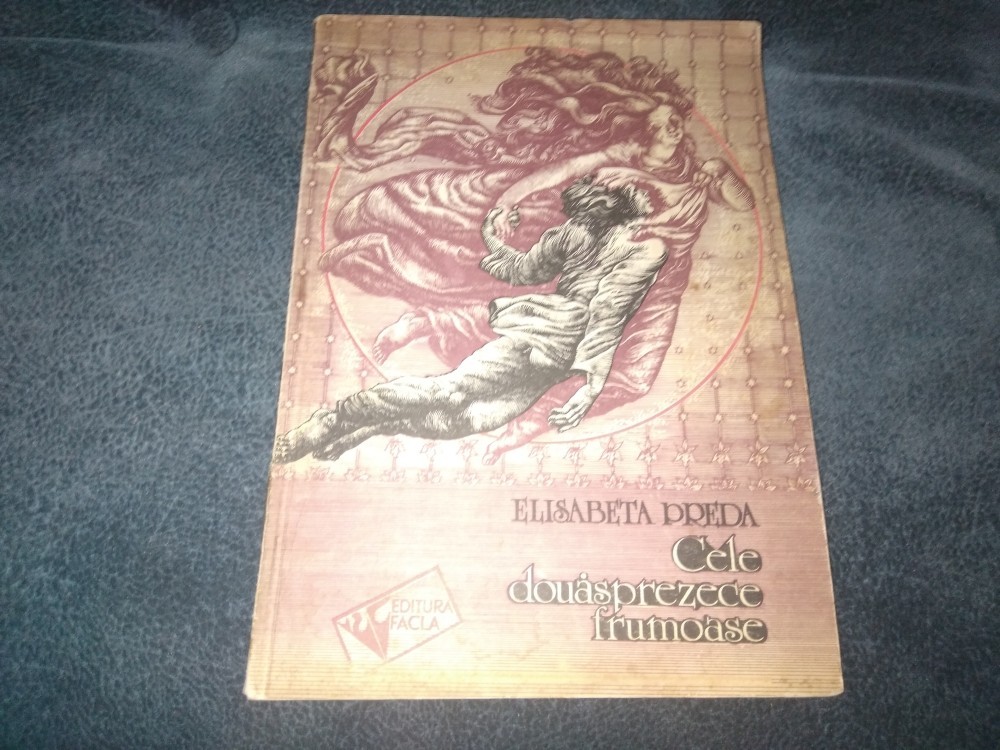 ELISABETA PREDA
Cele
douăsprezece
frumoase
EDITURA
FACLA